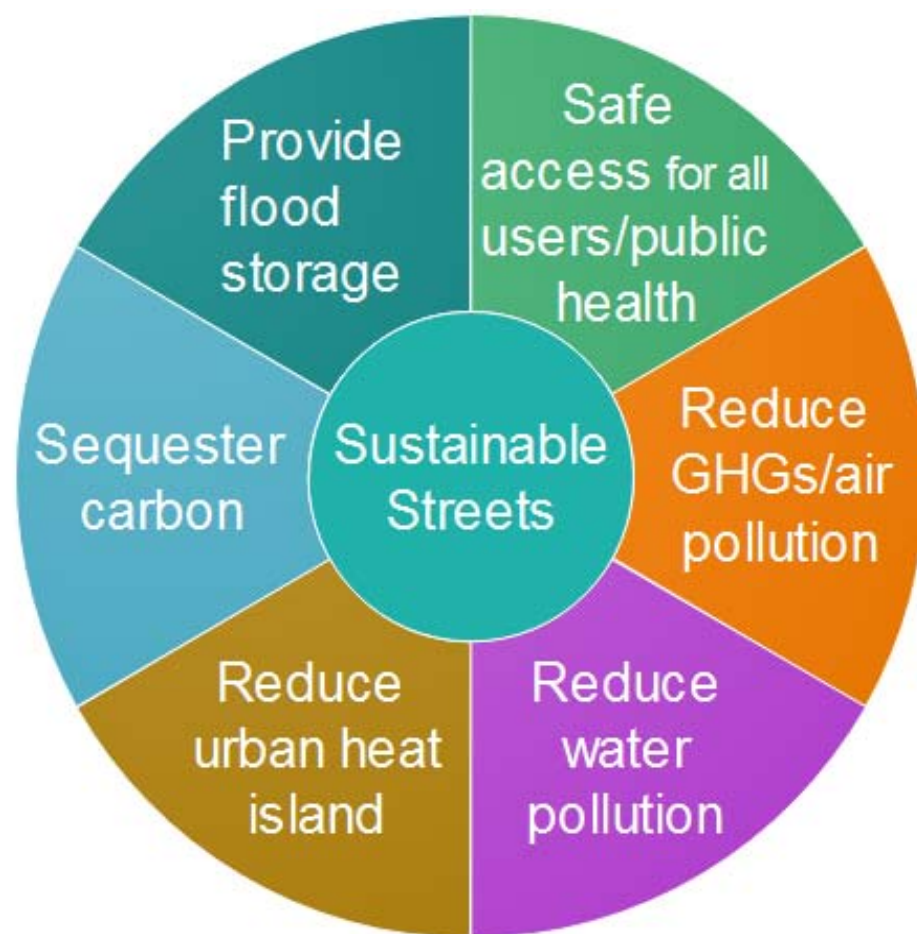 Provide
flood
storage
Safe
access for all
users/public
health
Sequester
carbon
Sustainable
Streets
Reduce
GHGs/air
pollution
Reduce
urban heat
island
Reduce
water
pollution